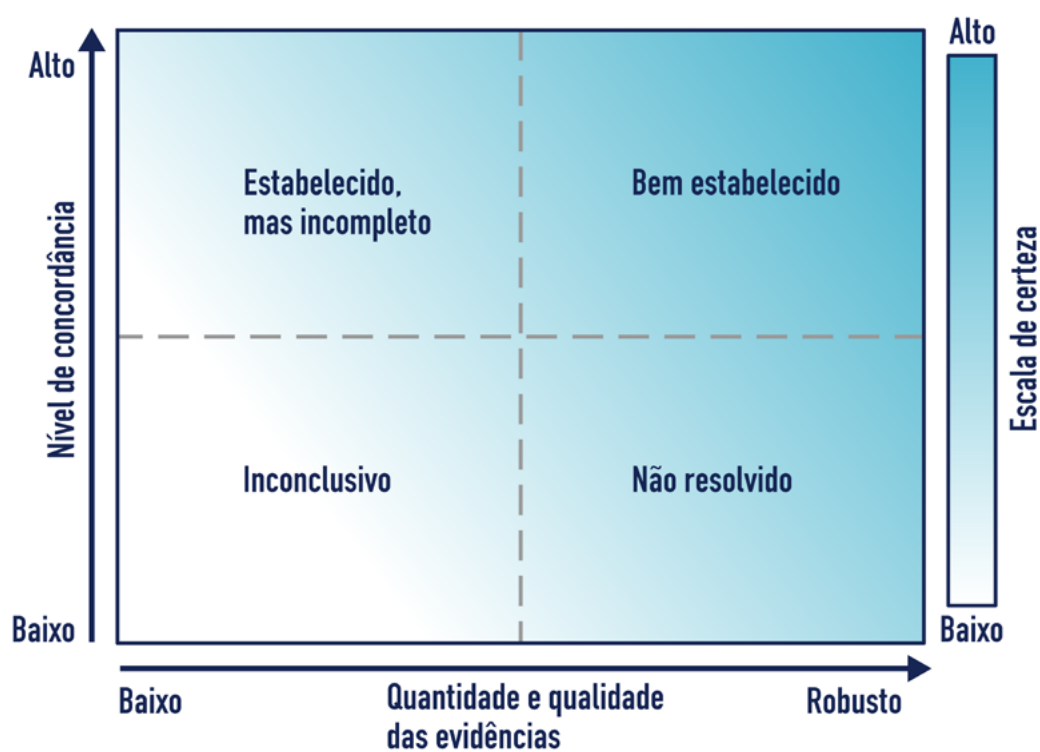 Alto
Alto
Estabelecido,
mas incompleto
Bem estabelecido
Nível de concordância
Escala de certeza
Inconclusivo
Não resolvido
Baixo
Baixo
Baixo
Quantidade e qualidade
das evidências
Robusto